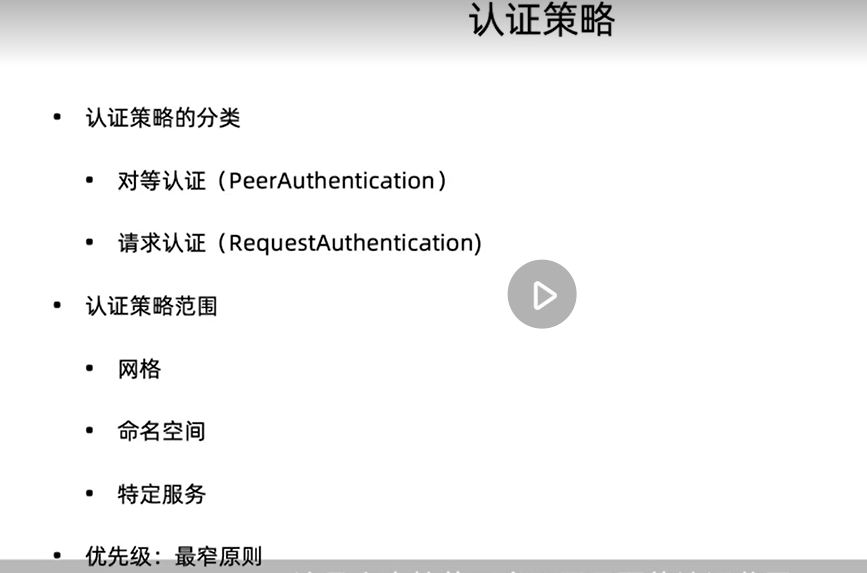 认证策略
• 认证策略的分类
• 对等认证（PeerAuthentication）
• 请求认证（RequestAuthentication)
• 认证策略范围
• 网格
• 命名空间
• 特定服务
• 优先级：最窄原则